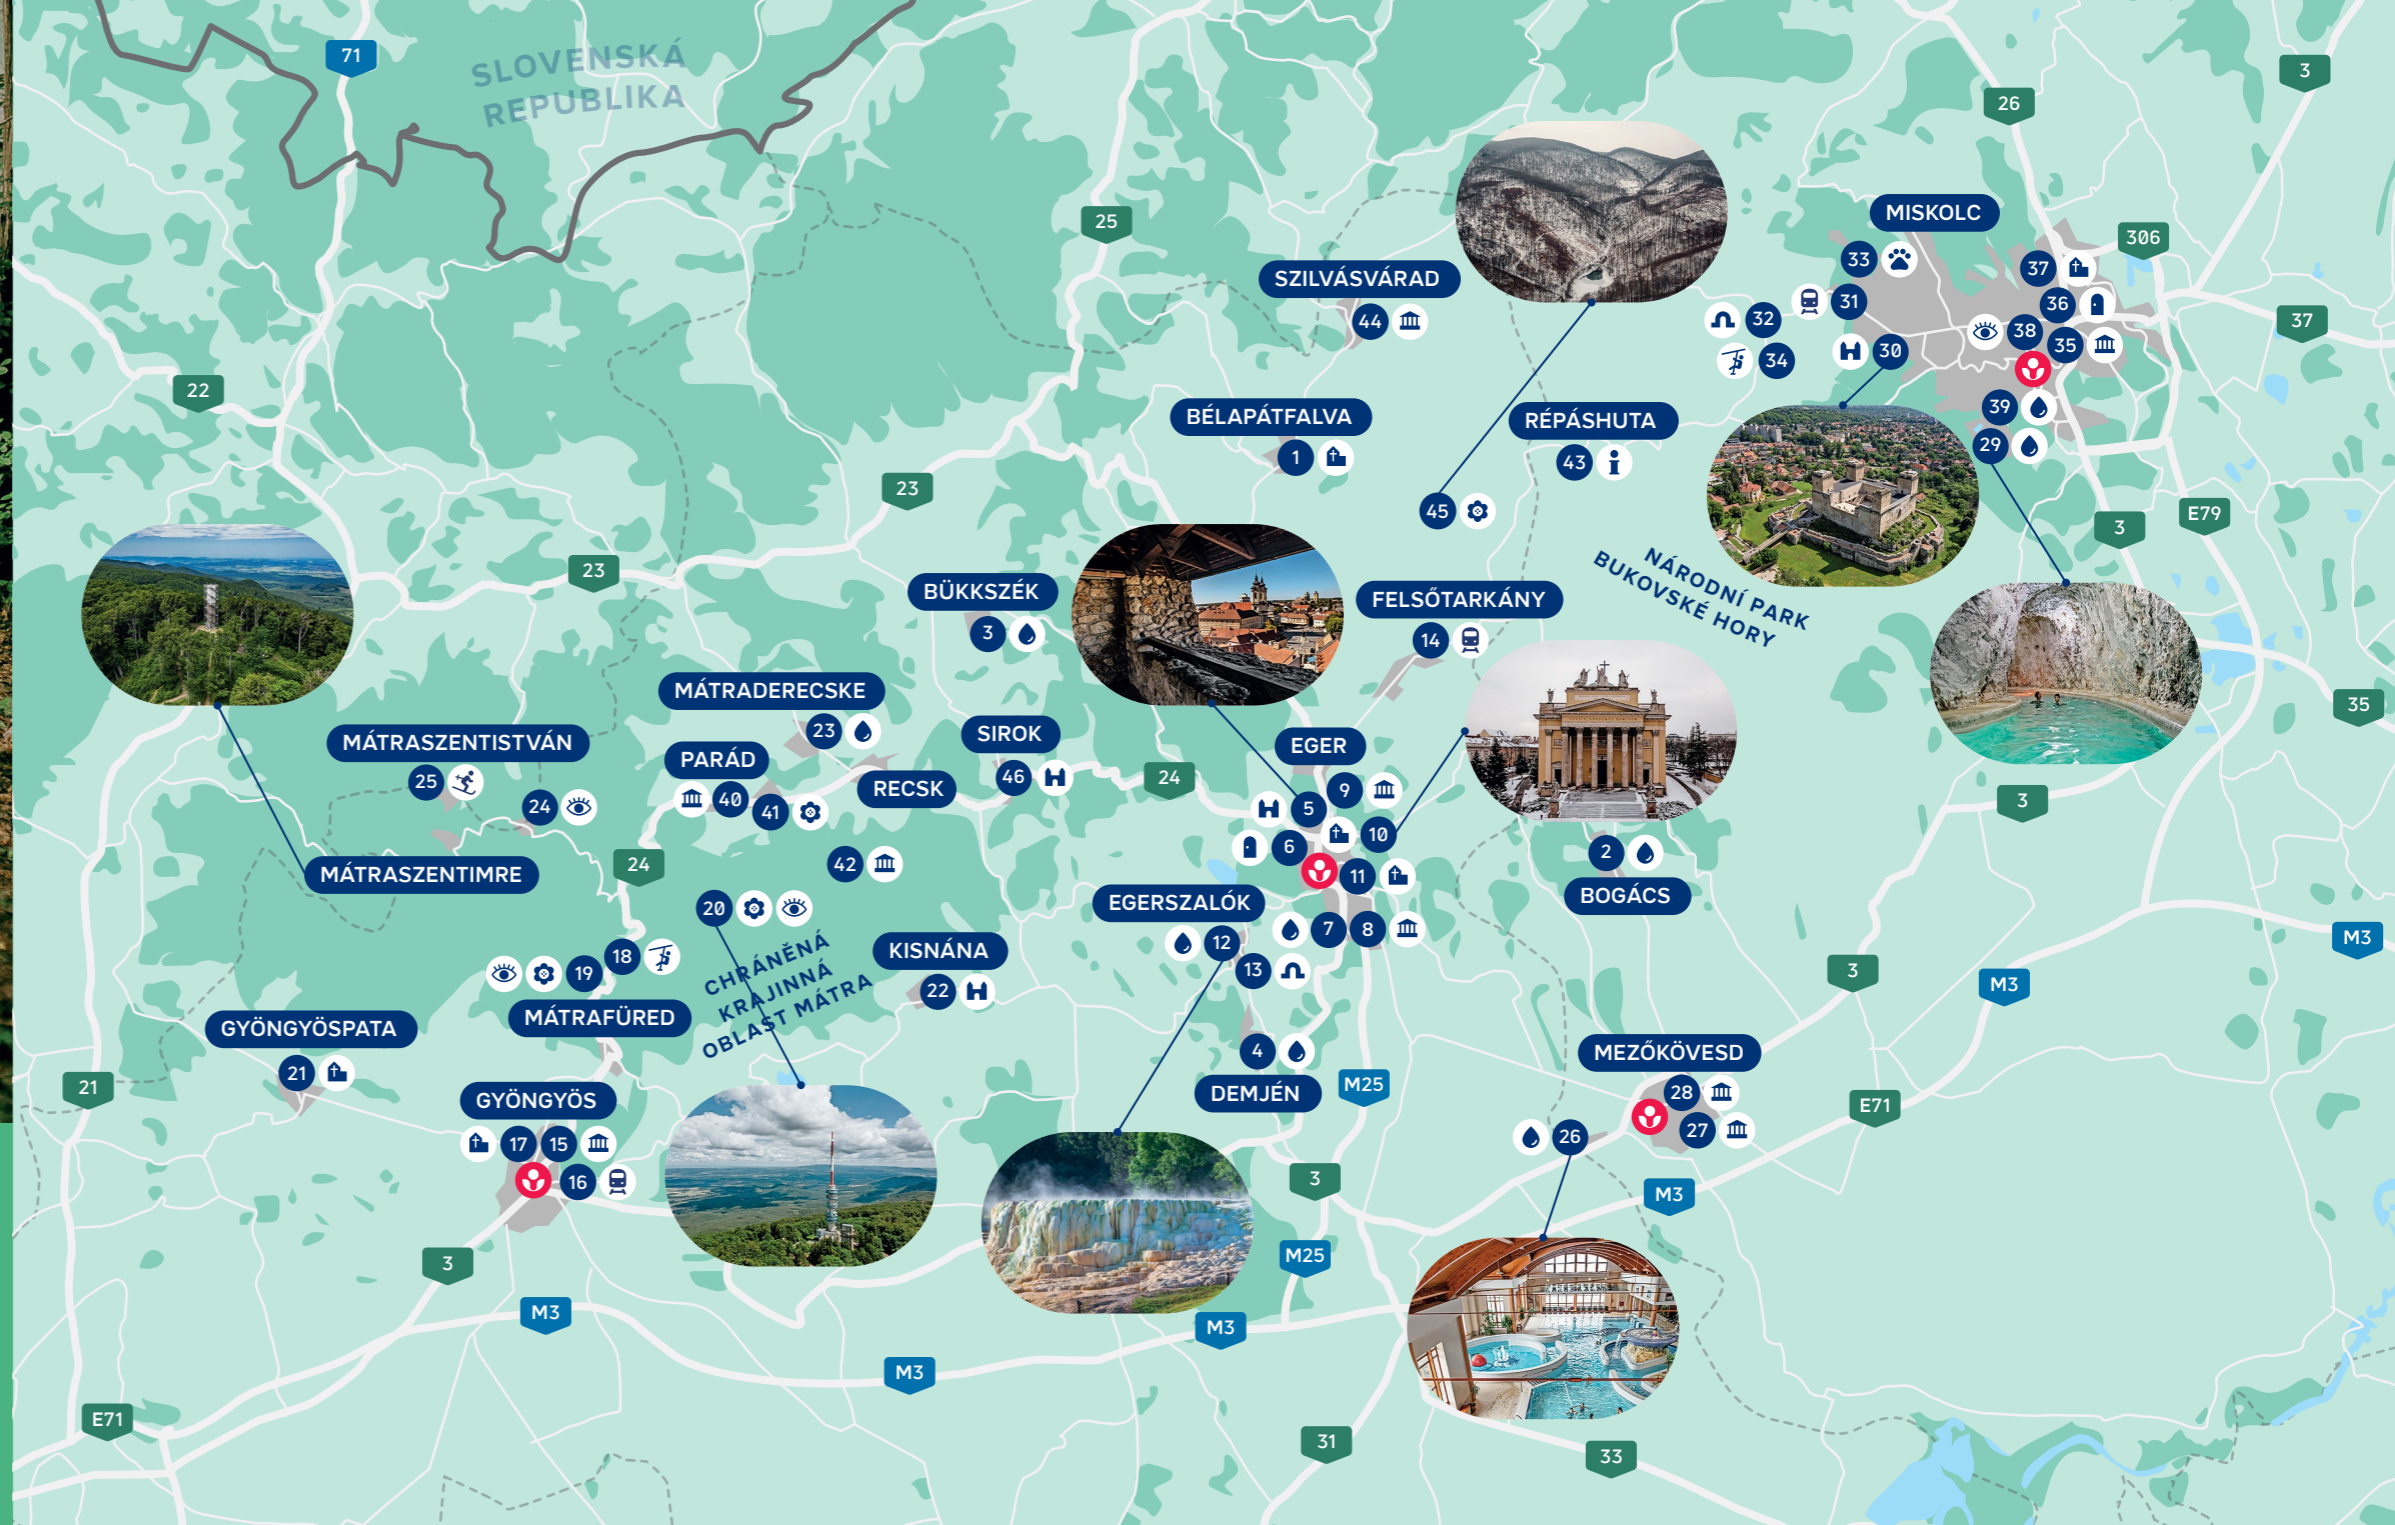 71
SLOVENSKÁ
REPUBLIKA
3
26
25
MISKOLC
306
33
37
SZILVÁSVÁRAD
31
36
44
32
38
37
34
30
35
22
BÉLAPÁTFALVA
RÉPÁSHUTA
39
1
43
29
23
45
E79
3
23
NÁRODNÍ PARK
BUKOVSKÉ HORY
BÜKKSZÉK
FELSŐTARKÁNY
3
14
MÁTRADERECSKE
35
23
MÁTRASZENTISTVÁN
SIROK
EGER
PARÁD
25
46
24
RECSK
9
24
40
41
5
3
10
6
2
24
42
MÁTRASZENTIMRE
11
BOGÁCS
20
EGERSZALÓK
7
8
M3
12
KISNÁNA
18
19
13
3
CHRÁNĚNÁ
KRAJINNÁ
OBLAST MÁTRA
22
M3
MÁTRAFÜRED
GYÖNGYÖSPATA
4
MEZŐKÖVESD
21
21
M25
DEMJÉN
28
GYÖNGYÖS
E71
17
15
26
27
16
3
M3
3
M25
M3
M3
M3
E71
31
33